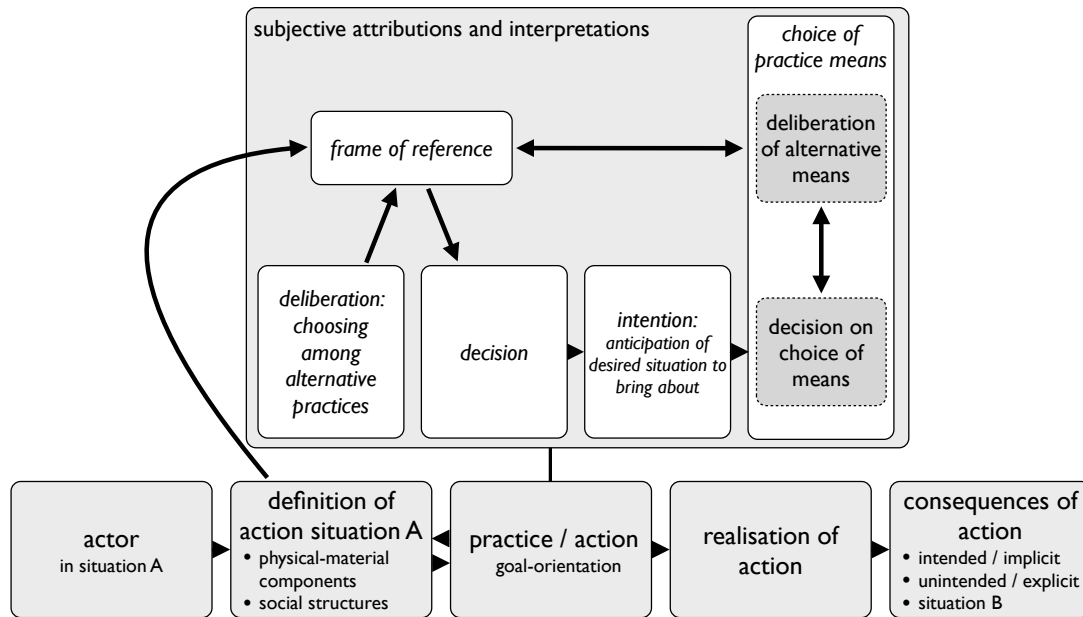 subjective attributions and interpretations
choice of
practice means
frame of reference
deliberation
of alternative
means
deliberation:
choosing
among
alternative
practices
decision
intention:
anticipation of
desired situation to
bring about
decision on
choice of
means
actor
in situation A
definition of
action situation A
• physical-material
components
• social structures
practice / action
goal-orientation
realisation of
action
consequences of
action
• intended / implicit
• unintended / explicit
• situation B